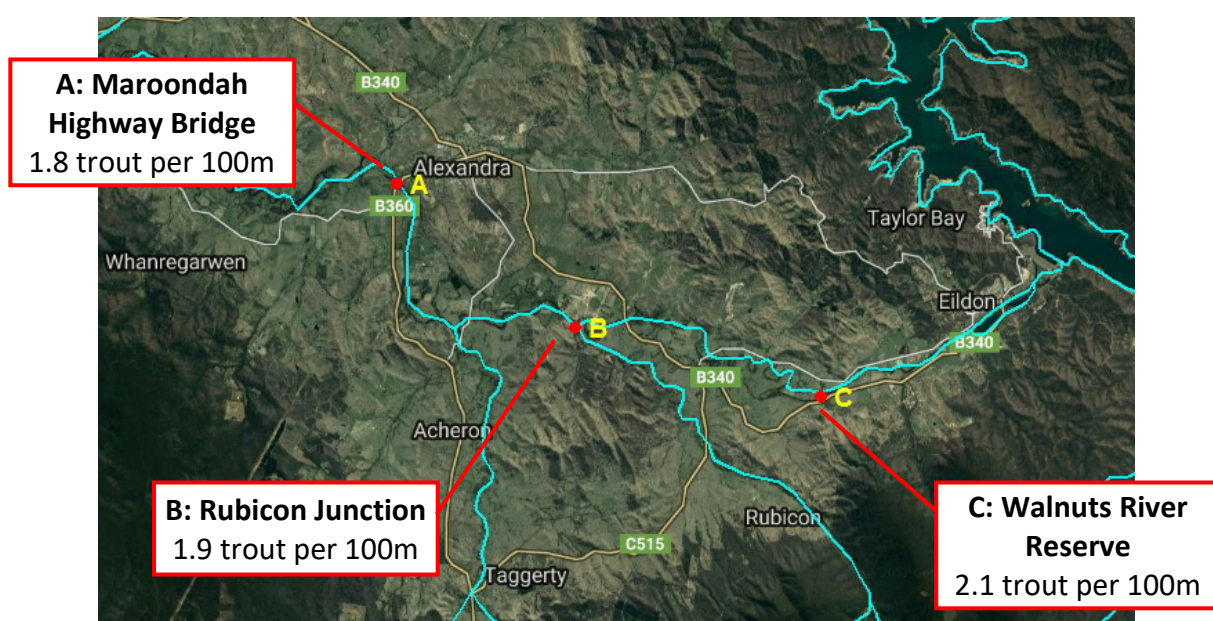 A: Maroondah
Highway Bridge
1.8 trout per 100m
B340
Alexandra
A
B360
Whanregarwen
Taylor Bay
Eildon
B
B340
B340
C
Acheron
B: Rubicon Junction
1.9 trout per 100m
Rubicon
C515
Taggerty
C: Walnuts River
Reserve
2.1 trout per 100m